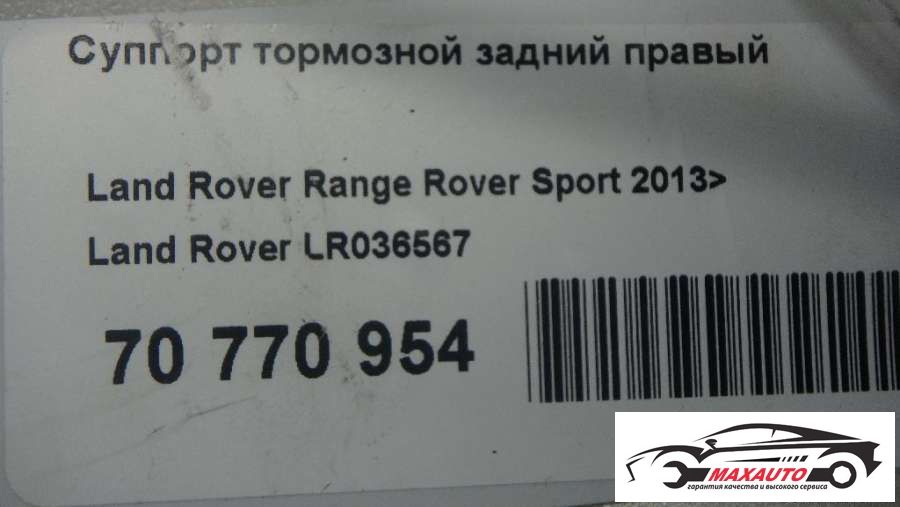 Суппорт тормозной задний правый
Land Rover Range Rover Sport 2013>
Land Rover LR036567
70 770 954
MAXAUTO
гарантия качества и высокого сервиса